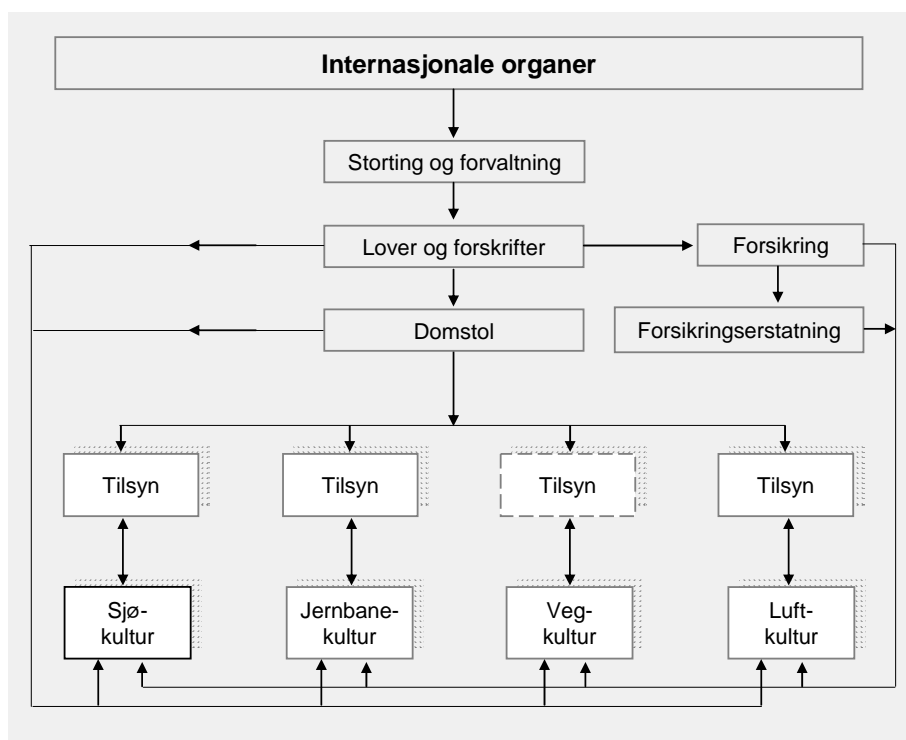 Internasjonale organer
Storting og forvaltning
Lover og forskrifter
Forsikring
Domstol
Forsikringserstatning
Tilsyn
Tilsyn
Tilsyn
Tilsyn
Sjø-
kultur
Jernbane-
kultur
Veg-
kultur
Luft-
kultur